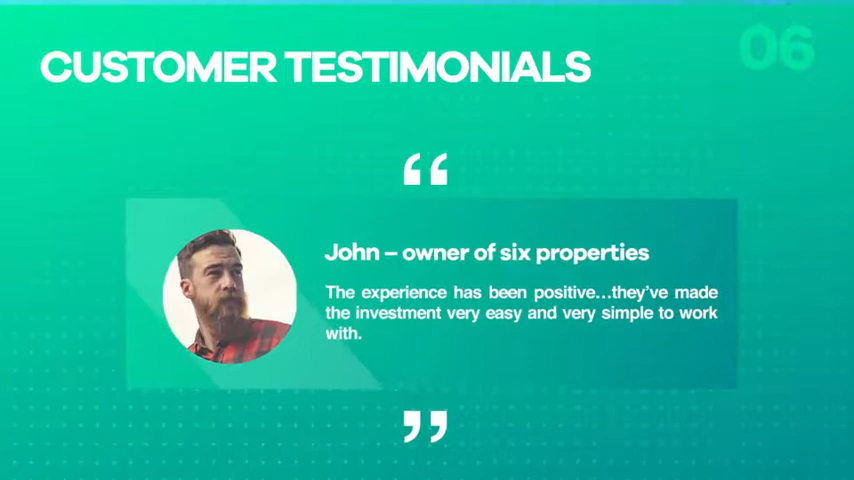 06
CUSTOMER TESTIMONIALS
“
John – owner of six properties
The experience has been positive…they’ve made
the investment very easy and very simple to work
with.
”